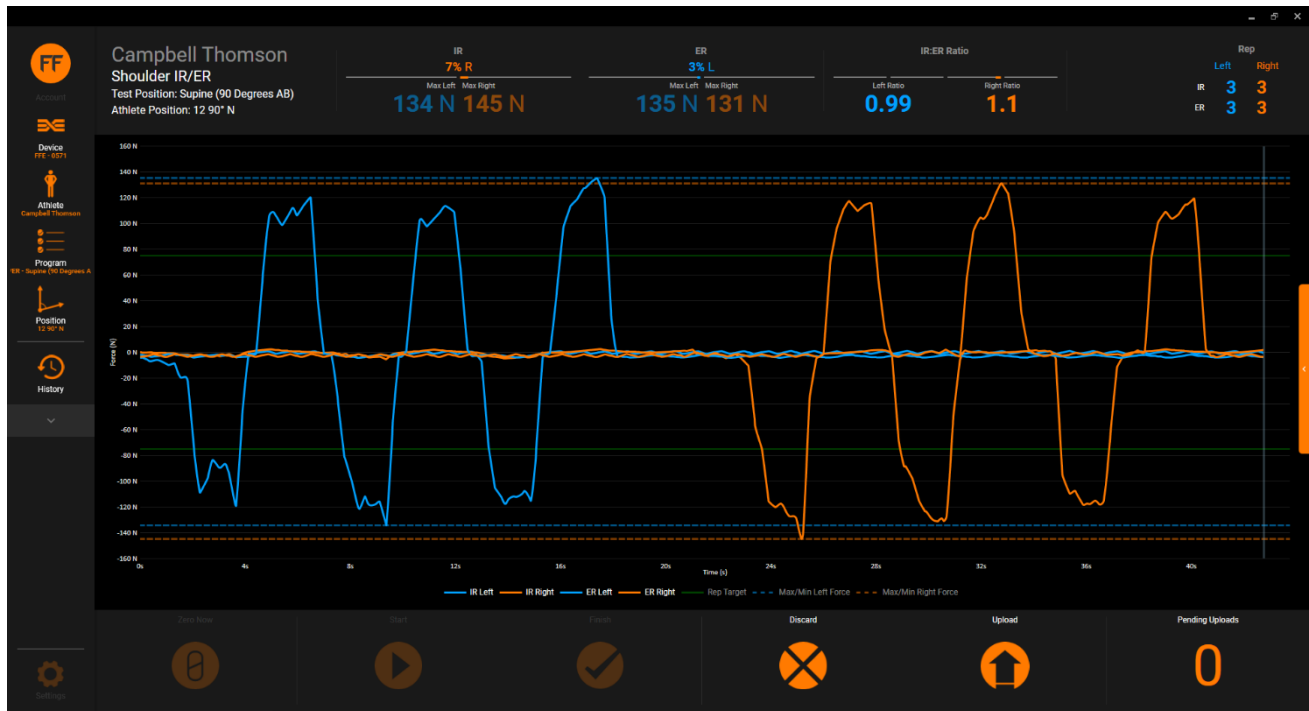 FF
Account
Device
FFE - 0571
Athlete
Campbell Thomson
Program
ER - Supine (90 Degrees A
Position
12 90° N
History
Settings
Campbell Thomson
Shoulder IR/ER
Test Position: Supine (90 Degrees AB)
Athlete Position: 12 90° N
IR
7% R
Max Left Max Right
134 N 145 N
ER
3% L
Max Left Max Right
135 N 131 N
IR:ER Ratio
Left Ratio Right Ratio
0.99 1.1
Rep
Left Right
IR 3 3
ER 3 3
160 N
140 N
120 N
100 N
80 N
60 N
40 N
20 N
0 N
-20 N
-40 N
-60 N
-80 N
-100 N
-120 N
-140 N
-160 N
Force (N)
0s 4s 8s 12s 16s 20s 24s 28s 32s 36s 40s
Time (s)
IR Left IR Right ER Left ER Right Rep Target Max/Min Left Force Max/Min Right Force
Zero Now Start Finish Discard Upload Pending Uploads
0